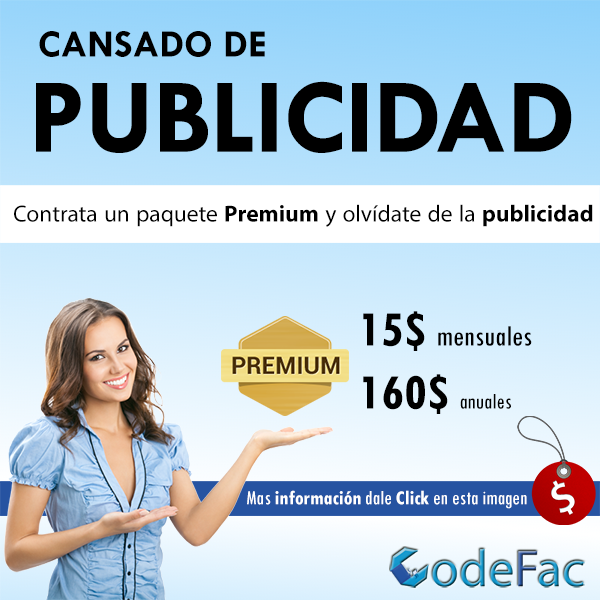 CANSADO DE
PUBLICIDAD
Contrata un paquete Premium y olvídate de la publicidad
PREMIUM
15$ mensuales
160$ anuales
Mas información dale Click en esta imagen
$
CodeFac